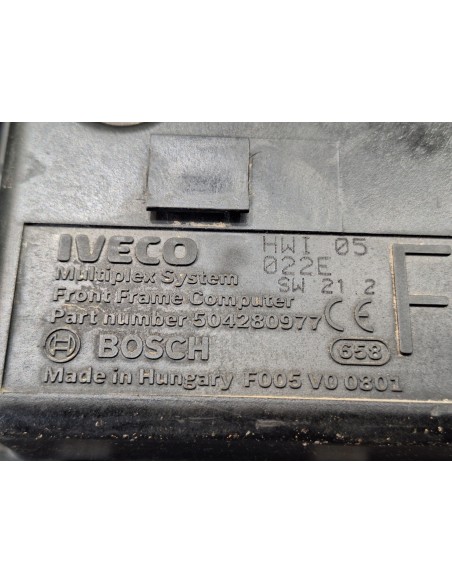 IVECO HWI 05
Multiplex System 022E
Front Frame Computer SW 21 2
Part number 504280977 CE F
BOSCH 658
Made in Hungary F005 V0 0801